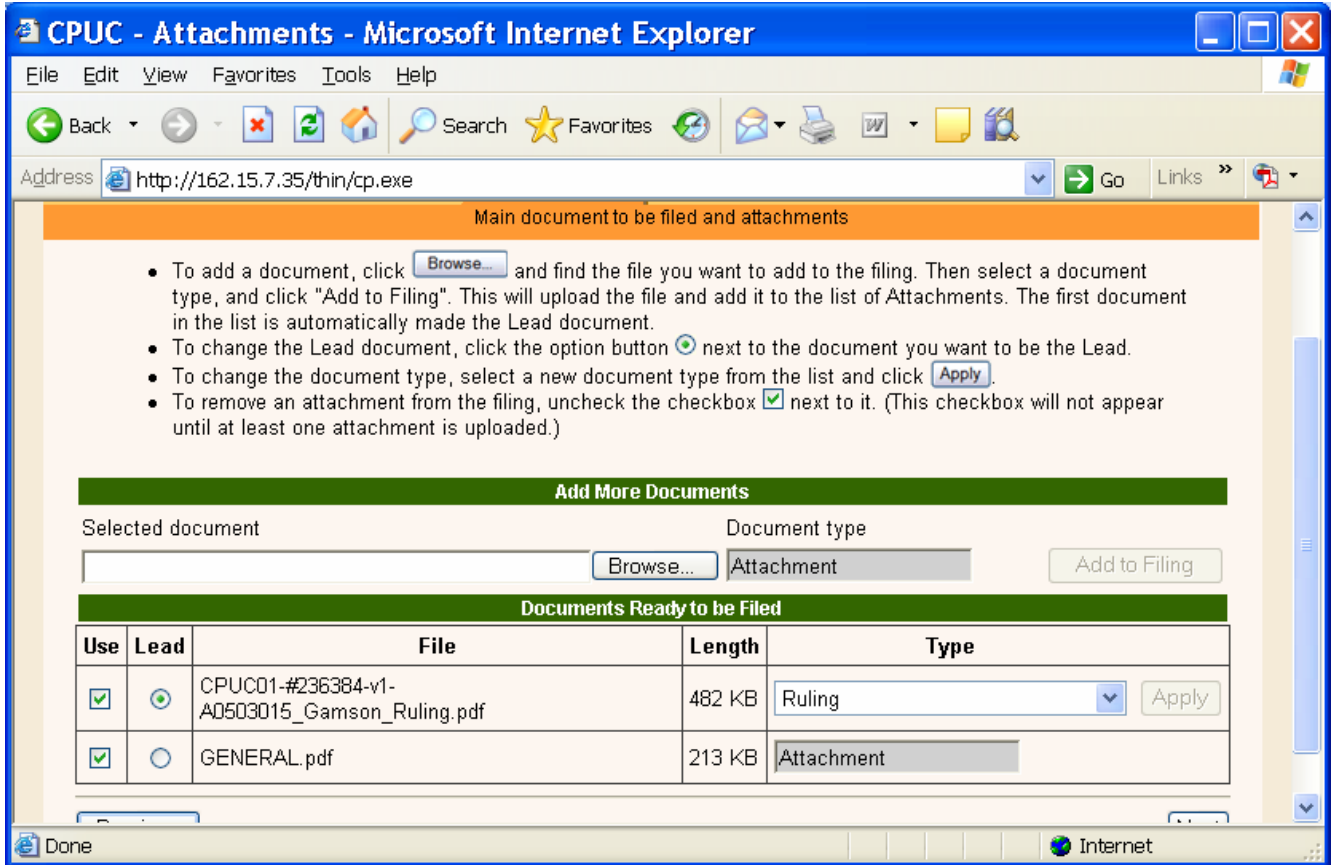 CPUC - Attachments - Microsoft Internet Explorer
File Edit View Favorites Tools Help
Back Search Favorites W
Address http://162.15.7.35/thin/cp.exe Go Links »
Main document to be filed and attachments
• To add a document, click Browse... and find the file you want to add to the filing. Then select a document
type, and click "Add to Filing". This will upload the file and add it to the list of Attachments. The first document
in the list is automatically made the Lead document.
• To change the Lead document, click the option button next to the document you want to be the Lead.
• To change the document type, select a new document type from the list and click Apply.
• To remove an attachment from the filing, uncheck the checkbox next to it. (This checkbox will not appear
until at least one attachment is uploaded.)
Add More Documents
Selected document Document type
Browse... Attachment Add to Filing
Documents Ready to be Filed
Use Lead File Length Type
CPUC01-#236384-v1-
A0503015_Gamson_Ruling.pdf 482 KB Ruling Apply
GENERAL.pdf 213 KB Attachment
Done Internet